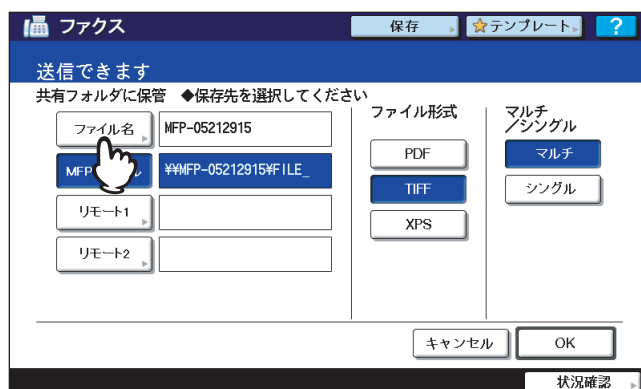 ファクス
保存
テンプレート
?
送信できます
共有フォルダに保管 ◆保存先を選択してください
ファイル名
MFP-05212915
MFP
ル
¥¥MFP-05212915¥FILE_
リモート1
リモート2
ファイル形式
PDF
TIFF
XPS
マルチ
／シングル
マルチ
シングル
キャンセル
OK
状況確認